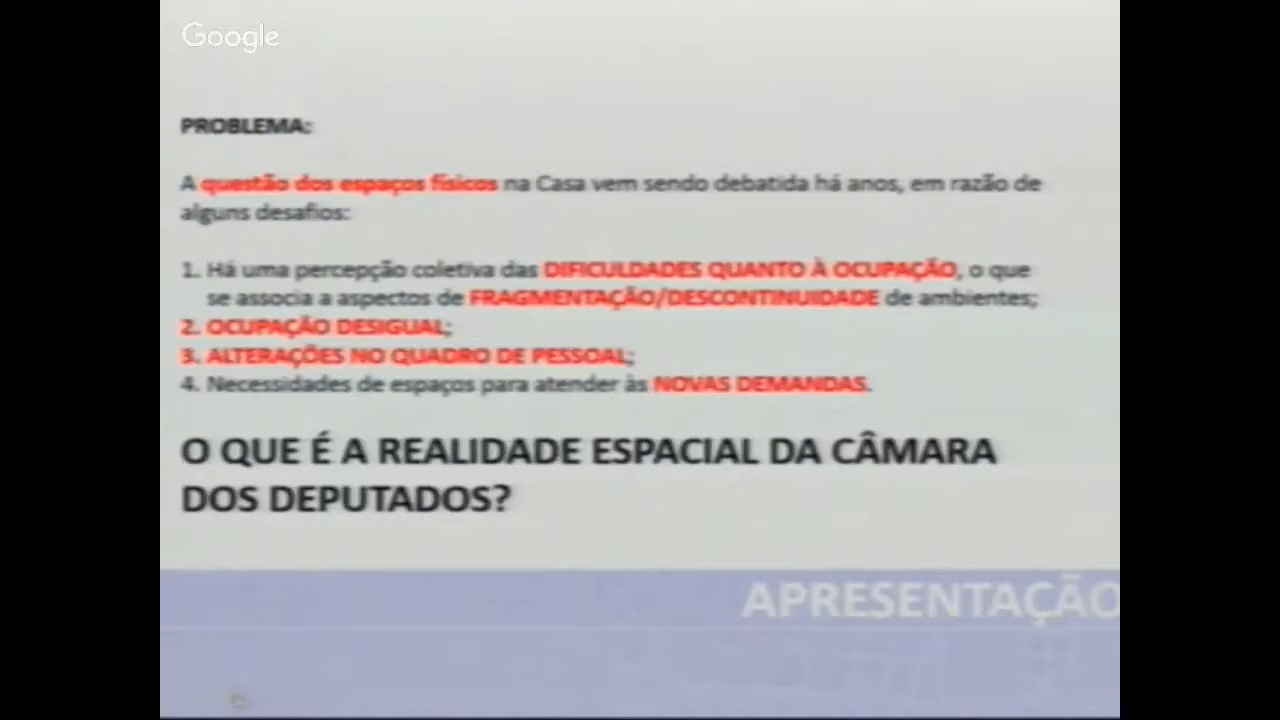 Google
PROBLEMA:
A questão dos espaços físicos na Casa vem sendo debatida há anos, em razão de
alguns desafios:
1. Há uma percepção coletiva das DIFICULDADES QUANTO À OCUPAÇÃO, o que
se associa a aspectos de FRAGMENTAÇÃO/DESCONTINUIDADE de ambientes;
2. OCUPAÇÃO DESIGUAL;
3. ALTERAÇÕES NO QUADRO DE PESSOAL;
4. Necessidades de espaços para atender às NOVAS DEMANDAS.
O QUE É A REALIDADE ESPACIAL DA CÂMARA
DOS DEPUTADOS?
APRESENTAÇÃO